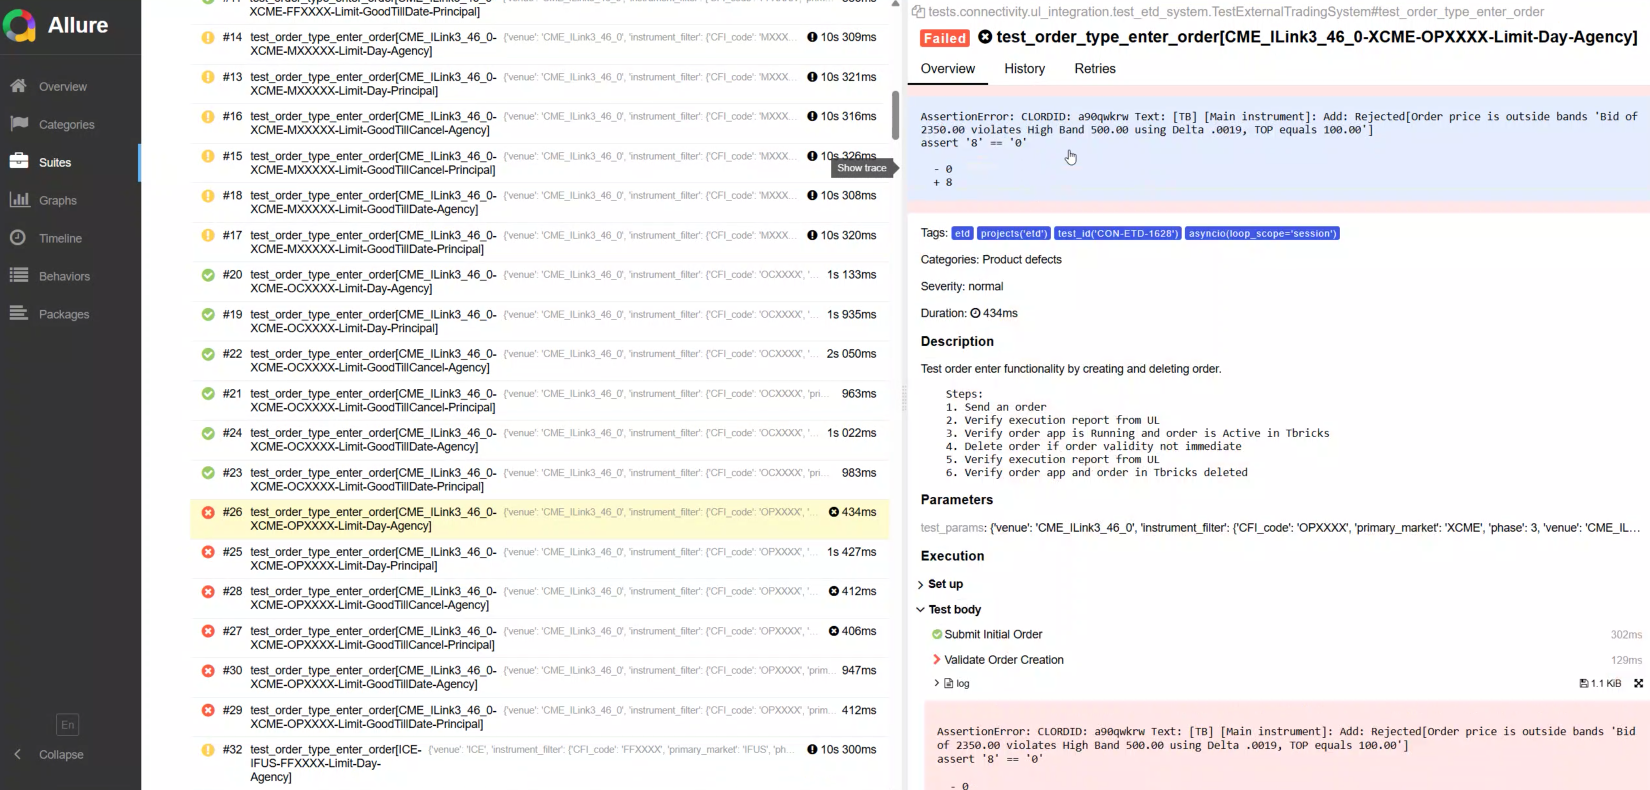 Allure
Overview
Categories
Suites
Graphs
Timeline
Behaviors
Packages
En
Collapse
test_order_type_enter_order[CME_ILink3_46_0-
XCME-FFXXXX-Limit-GoodTillDate-Principal]
#14 test_order_type_enter_order[CME_ILink3_46_0- {'venue': 'CME_ILink3_46_0', 'instrument_filter': {'CFI_code': 'MXXX... 10s 309ms
XCME-MXXXXX-Limit-Day-Agency]
#13 test_order_type_enter_order[CME_ILink3_46_0- {'venue': 'CME_ILink3_46_0', 'instrument_filter': {'CFI_code': 'MXXX... 10s 321ms
XCME-MXXXXX-Limit-Day-Principal]
#16 test_order_type_enter_order[CME_ILink3_46_0- {'venue': 'CME_ILink3_46_0', 'instrument_filter': {'CFI_code': 'MXXX... 10s 316ms
XCME-MXXXXX-Limit-GoodTillCancel-Agency]
#15 test_order_type_enter_order[CME_ILink3_46_0- {'venue': 'CME_ILink3_46_0', 'instrument_filter': {'CFI_code': 'MXXX... 10s 326ms
XCME-MXXXXX-Limit-GoodTillCancel-Principal]
Show trace
#18 test_order_type_enter_order[CME_ILink3_46_0- {'venue': 'CME_ILink3_46_0', 'instrument_filter': {'CFI_code': 'MXXX... 10s 308ms
XCME-MXXXXX-Limit-GoodTillDate-Agency]
#17 test_order_type_enter_order[CME_ILink3_46_0- {'venue': 'CME_ILink3_46_0', 'instrument_filter': {'CFI_code': 'MXXX... 10s 320ms
XCME-MXXXXX-Limit-GoodTillDate-Principal]
#20 test_order_type_enter_order[CME_ILink3_46_0- {'venue': 'CME_ILink3_46_0', 'instrument_filter': {'CFI_code': 'OCXXXX', '... 1s 133ms
XCME-OCXXXX-Limit-Day-Agency]
#19 test_order_type_enter_order[CME_ILink3_46_0- {'venue': 'CME_ILink3_46_0', 'instrument_filter': {'CFI_code': 'OCXXXX', '... 1s 935ms
XCME-OCXXXX-Limit-Day-Principal]
#22 test_order_type_enter_order[CME_ILink3_46_0- {'venue': 'CME_ILink3_46_0', 'instrument_filter': {'CFI_code': 'OCXXXX', '... 2s 050ms
XCME-OCXXXX-Limit-GoodTillCancel-Agency]
#21 test_order_type_enter_order[CME_ILink3_46_0- {'venue': 'CME_ILink3_46_0', 'instrument_filter': {'CFI_code': 'OCXXXX', 'pri... 963ms
XCME-OCXXXX-Limit-GoodTillCancel-Principal]
#24 test_order_type_enter_order[CME_ILink3_46_0- {'venue': 'CME_ILink3_46_0', 'instrument_filter': {'CFI_code': 'OCXXXX', '... 1s 022ms
XCME-OCXXXX-Limit-GoodTillDate-Agency]
#23 test_order_type_enter_order[CME_ILink3_46_0- {'venue': 'CME_ILink3_46_0', 'instrument_filter': {'CFI_code': 'OCXXXX', 'pri... 983ms
XCME-OCXXXX-Limit-GoodTillDate-Principal]
#26 test_order_type_enter_order[CME_ILink3_46_0- {'venue': 'CME_ILink3_46_0', 'instrument_filter': {'CFI_code': 'OPXXXX', '... 434ms
XCME-OPXXXX-Limit-Day-Agency]
#25 test_order_type_enter_order[CME_ILink3_46_0- {'venue': 'CME_ILink3_46_0', 'instrument_filter': {'CFI_code': 'OPXXXX', '... 1s 427ms
XCME-OPXXXX-Limit-Day-Principal]
#28 test_order_type_enter_order[CME_ILink3_46_0- {'venue': 'CME_ILink3_46_0', 'instrument_filter': {'CFI_code': 'OPXXXX', '... 412ms
XCME-OPXXXX-Limit-GoodTillCancel-Agency]
#27 test_order_type_enter_order[CME_ILink3_46_0- {'venue': 'CME_ILink3_46_0', 'instrument_filter': {'CFI_code': 'OPXXXX', '... 406ms
XCME-OPXXXX-Limit-GoodTillCancel-Principal]
#30 test_order_type_enter_order[CME_ILink3_46_0- {'venue': 'CME_ILink3_46_0', 'instrument_filter': {'CFI_code': 'OPXXXX', 'prim... 947ms
XCME-OPXXXX-Limit-GoodTillDate-Agency]
#29 test_order_type_enter_order[CME_ILink3_46_0- {'venue': 'CME_ILink3_46_0', 'instrument_filter': {'CFI_code': 'OPXXXX', 'prim... 412ms
XCME-OPXXXX-Limit-GoodTillDate-Principal]
#32 test_order_type_enter_order[ICE- {'venue': 'ICE', 'instrument_filter': {'CFI_code': 'FFXXXX', 'primary_market': 'IFUS', 'ph... 10s 300ms
IFUS-FFXXXX-Limit-Day-
Agency]
tests.connectivity.ul_integration.test_etd_system.TestExternalTradingSystem#test_order_type_enter_order
Failed test_order_type_enter_order[CME_ILink3_46_0-XCME-OPXXXX-Limit-Day-Agency]
Overview History Retries
AssertionError: CLORDID: a90qwkrw Text: [TB] [Main instrument]: Add: Rejected[Order price is outside bands 'Bid of
2350.00 violates High Band 500.00 using Delta .0019, TOP equals 100.00']
assert '8' == '0'
- 0
+ 8
Tags: etd projects('etd') test_id('CON-ETD-1628') asyncio(loop_scope='session')
Categories: Product defects
Severity: normal
Duration: 434ms
Description
Test order enter functionality by creating and deleting order.
Steps:
1. Send an order
2. Verify execution report from UL
3. Verify order app is Running and order is Active in Tbricks
4. Delete order if order validity not immediate
5. Verify execution report from UL
6. Verify order app and order in Tbricks deleted
Parameters
test_params: {'venue': 'CME_ILink3_46_0', 'instrument_filter': {'CFI_code': 'OPXXXX', 'primary_market': 'XCME', 'phase': 3, 'venue': 'CME_IL...
Execution
Set up
Test body
Submit Initial Order 302ms
Validate Order Creation 129ms
log 1.1 KiB
AssertionError: CLORDID: a90qwkrw Text: [TB] [Main instrument]: Add: Rejected[Order price is outside bands 'Bid
of 2350.00 violates High Band 500.00 using Delta .0019, TOP equals 100.00']
assert '8' == '0'
- 0